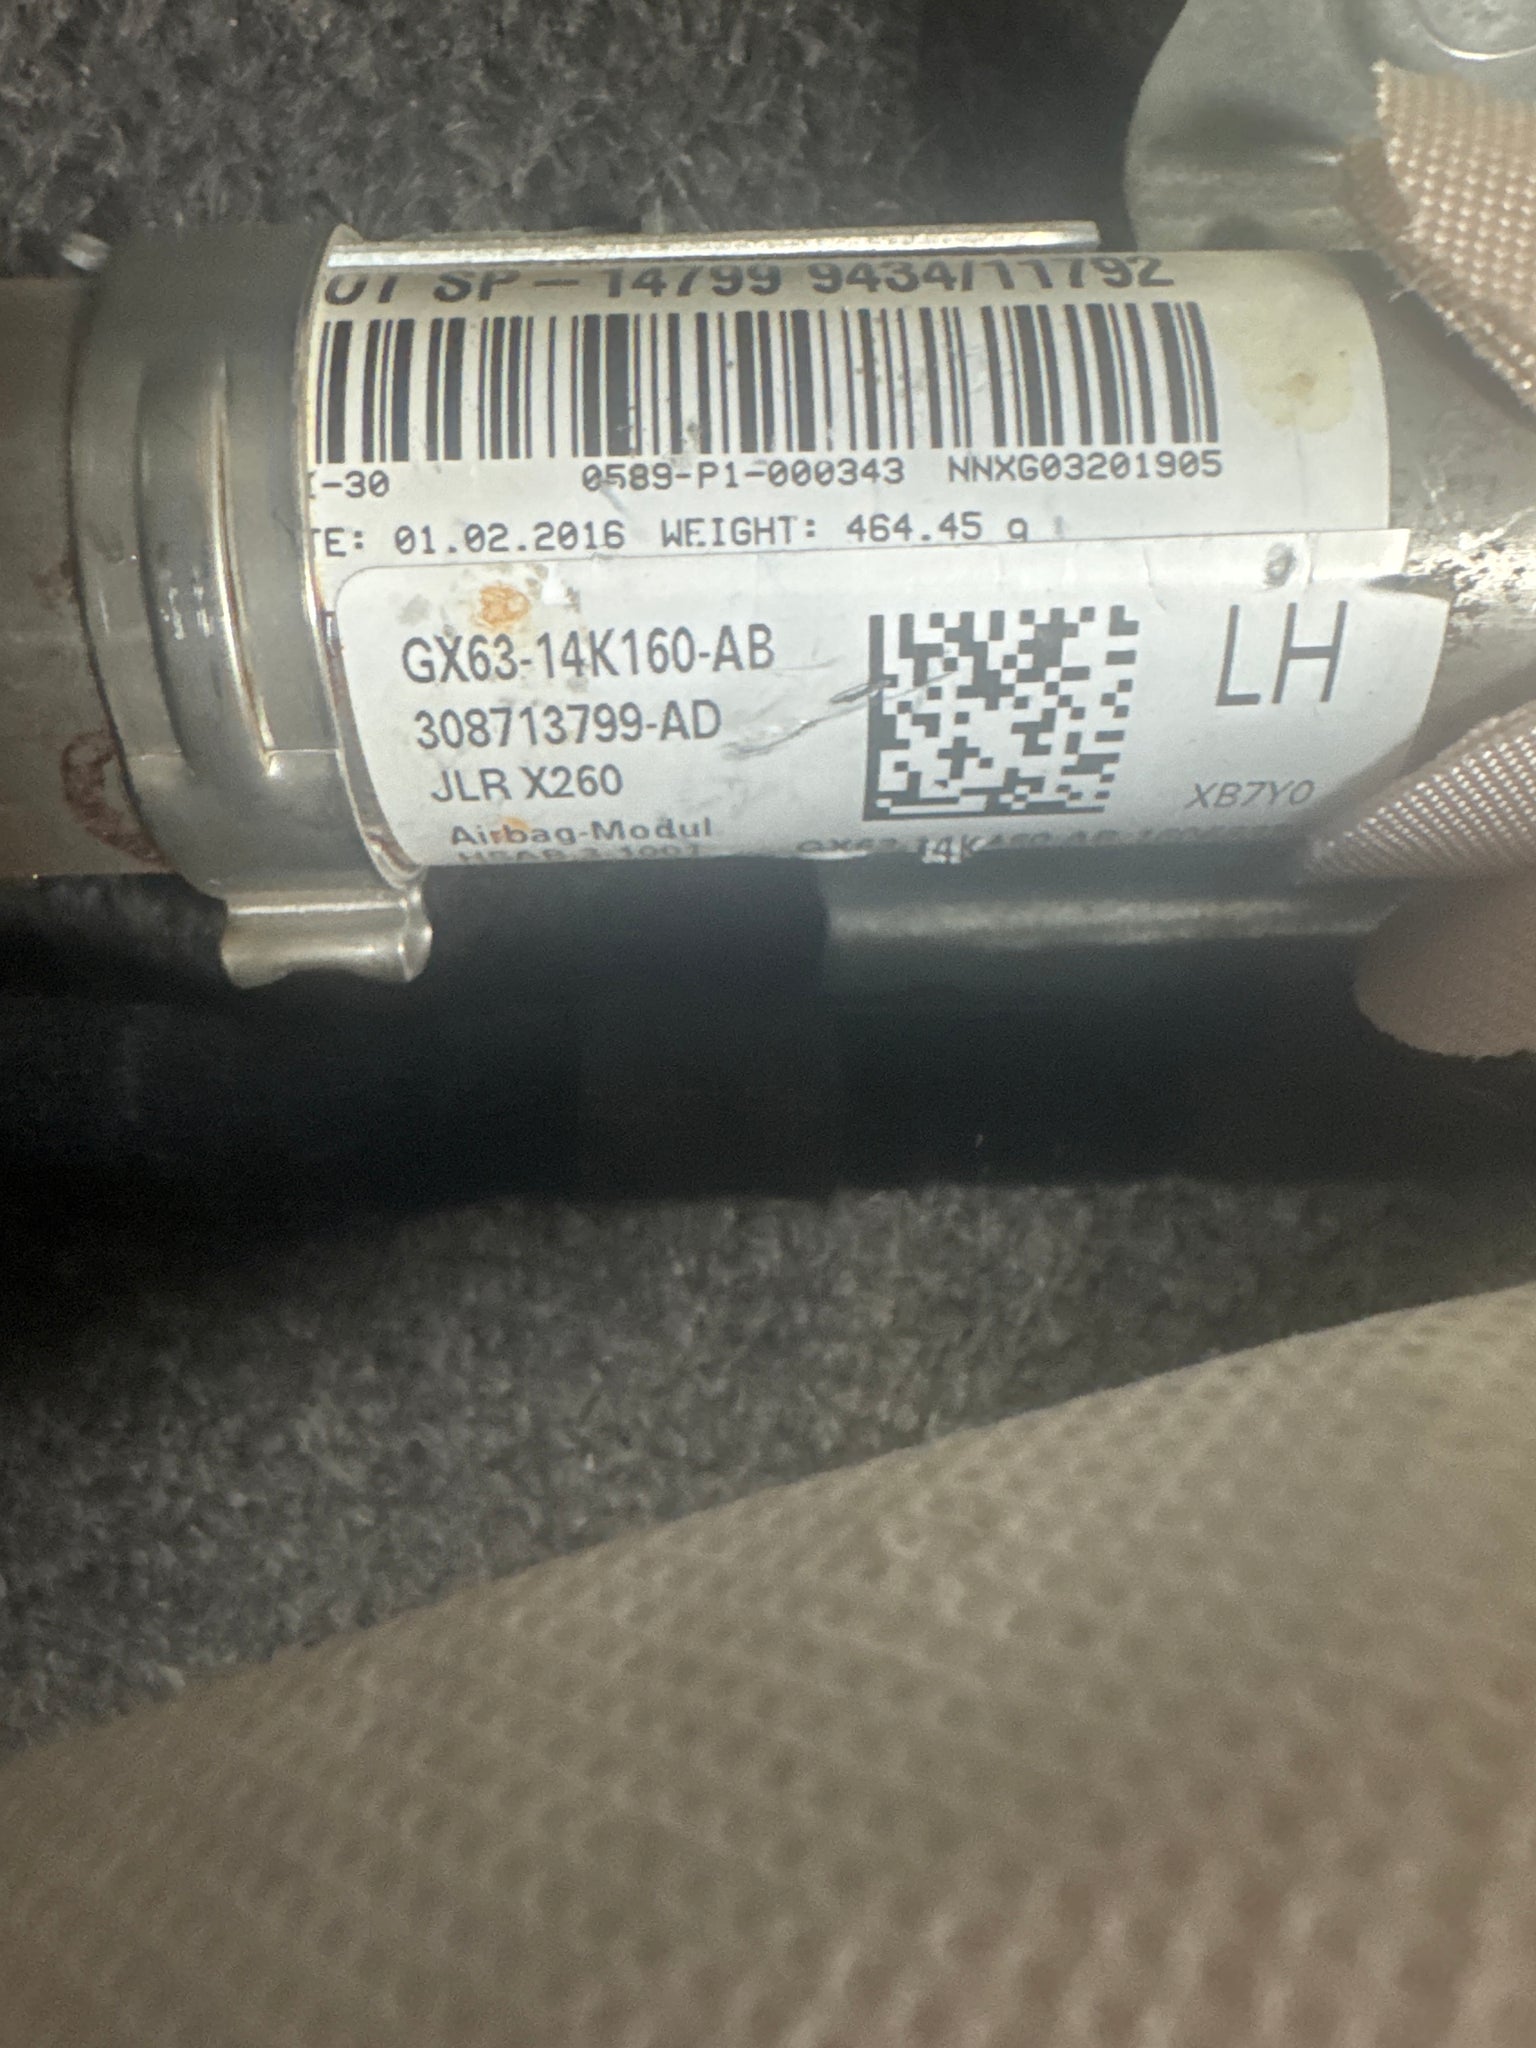 SP - 14799 9434/11792
-30 0589-P1-000343 NNXG03201905
TE: 01.02.2016 WEIGHT: 464.45 g
GX63-14K160-AB
308713799-AD
JLR X260
Airbag-Modul
LH
XB7Y0